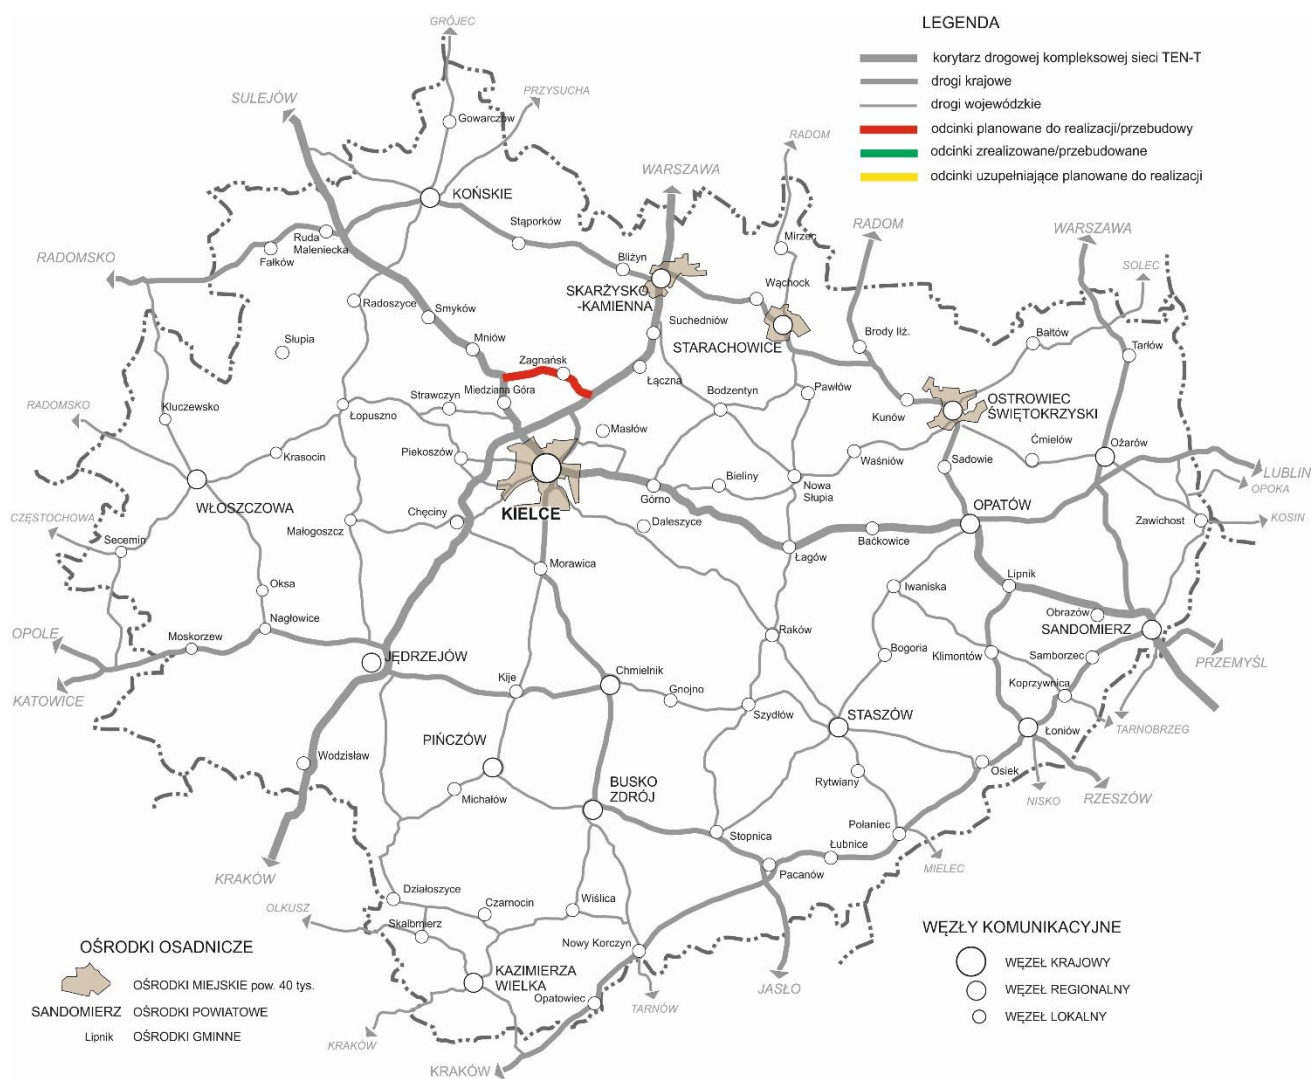 GRÓJEC
LEGENDA
korytarz drogowej kompleksowej sieci TEN-T
drogi krajowe
drogi wojewódzkie
odcinki planowane do realizacji/przebudowy
odcinki zrealizowane/przebudowane
odcinki uzupełniające planowane do realizacji
SULEJÓW
PRZYSUCHA
Gowarczów
RADOM
WARSZAWA
KOŃSKIE
Stąporków
Ruda
Maleniecka
Fałków
RADOMSKO
Bliżyn
SKARŻYSKO
-KAMIENNA
Mirzec
Wąchock
RADOM
WARSZAWA
SOLEC
Radoszyce
Smyków
Suchedniów
STARACHOWICE
Brody Iłż.
Bałtów
Tarłów
Słupia
Mniów
Zagnańsk
Łączna
Miedziana Góra
Strawczyn
Bodzentyn
Pawłów
Kunów
OSTROWIEC
ŚWIĘTOKRZYSKI
RADOMSKO
Kluczewsko
Łopuszno
Masłów
Ćmielów
Ożarów
Krasocin
Piekoszów
Waśniów
Sadowie
LUBLIN
OPOKA
WŁOSZCZOWA
KIELCE
Górno
Bieliny
Nowa
Słupia
OPATÓW
Zawichost
KOSIN
CZĘSTOCHOWA
Secemin
Małogoszcz
Chęciny
Daleszyce
Łagów
Baćkowice
Morawica
Lipnik
Iwaniska
Oksa
Nagłowice
Obrazów
SANDOMIERZ
OPOLE
Moskorzew
Raków
Bogoria
Klimontów
Samborzec
PRZEMYŚL
JĘDRZEJÓW
Kije
Chmielnik
Gnojno
Koprzywnica
KATOWICE
Szydłów
STASZÓW
Łoniów
TARNOBRZEG
Wodzisław
PIŃCZÓW
Michałów
BUSKO
ZDRÓJ
Rytwiany
Osiek
NISKO
RZESZÓW
Stopnica
Połaniec
Łubnice
MIELEC
KRAKÓW
Pacanów
Działoszyce
OLKUSZ
Czarnocin
Wiślica
Skalbmierz
Nowy Korczyn
KAZIMIERZA
WIELKA
Opatowiec
TARNÓW
JASŁO
KRAKÓW
KRAKÓW
OŚRODKI OSADNICZE
OŚRODKI MIEJSKIE pow. 40 tys.
SANDOMIERZ OŚRODKI POWIATOWE
Lipnik OŚRODKI GMINNE
WĘZŁY KOMUNIKACYJNE
WĘZEŁ KRAJOWY
WĘZEŁ REGIONALNY
WĘZEŁ LOKALNY